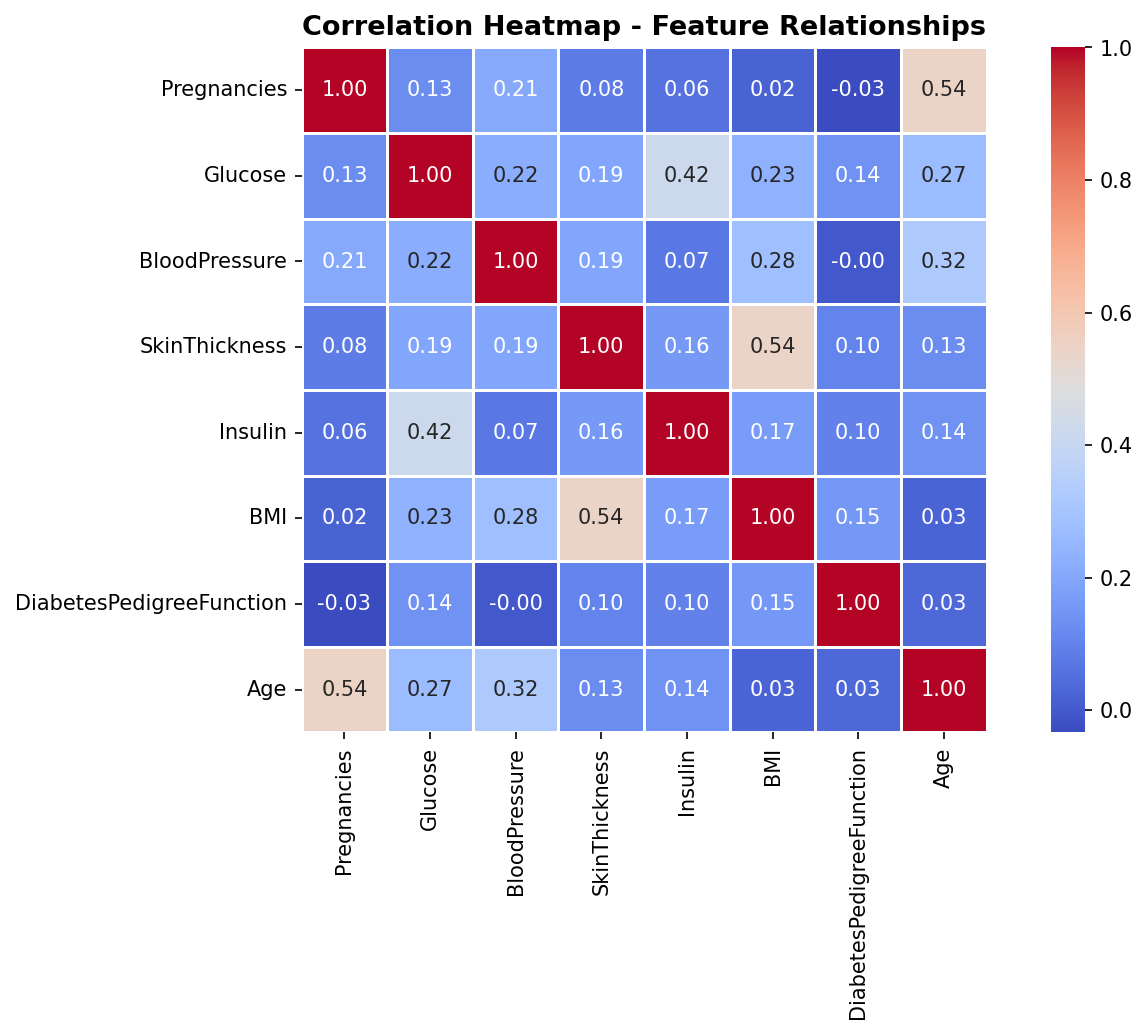 Correlation Heatmap - Feature Relationships
Pregnancies 1.00 0.13 0.21 0.08 0.06 0.02 -0.03 0.54
Glucose 0.13 1.00 0.22 0.19 0.42 0.23 0.14 0.27
BloodPressure 0.21 0.22 1.00 0.19 0.07 0.28 -0.00 0.32
SkinThickness 0.08 0.19 0.19 1.00 0.16 0.54 0.10 0.13
Insulin 0.06 0.42 0.07 0.16 1.00 0.17 0.10 0.14
BMI 0.02 0.23 0.28 0.54 0.17 1.00 0.15 0.03
DiabetesPedigreeFunction -0.03 0.14 -0.00 0.10 0.10 0.15 1.00 0.03
Age 0.54 0.27 0.32 0.13 0.14 0.03 0.03 1.00
Pregnancies
Glucose
BloodPressure
SkinThickness
Insulin
BMI
DiabetesPedigreeFunction
Age
1.0
0.8
0.6
0.4
0.2
0.0